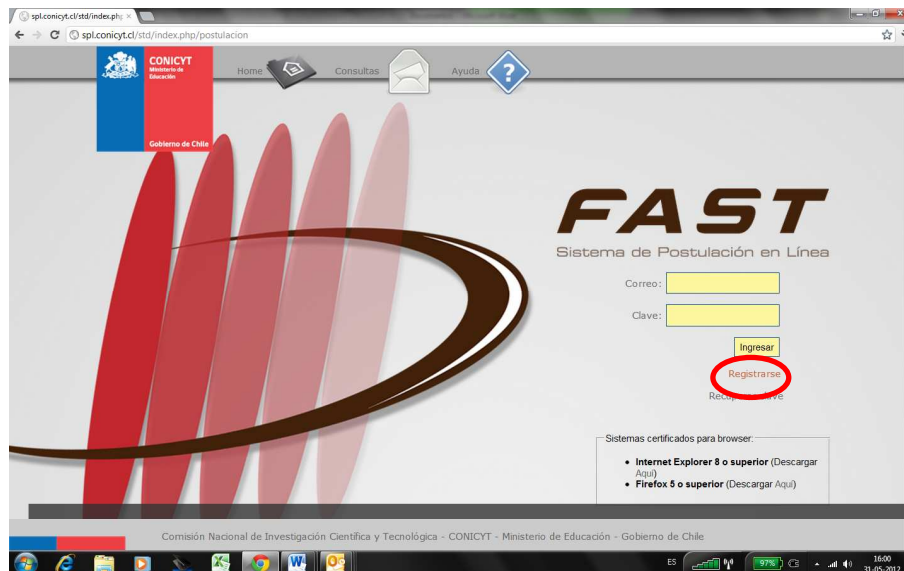 spl.conicyt.cl/std/index.php
spl.conicyt.cl/std/index.php/postulacion
CONICYT
Ministerio de
Educación
Gobierno de Chile
Home
Consultas
Ayuda
?
FAST
Sistema de Postulación en Línea
Correo:
Clave:
Ingresar
Registrarse
Sistemas certificados para browser:
• Internet Explorer 8 o superior (Descargar
Aquí)
• Firefox 5 o superior (Descargar Aquí)
Comisión Nacional de Investigación Científica y Tecnológica - CONICYT - Ministerio de Educación - Gobierno de Chile
ES
97%
16:00
31-05-2012